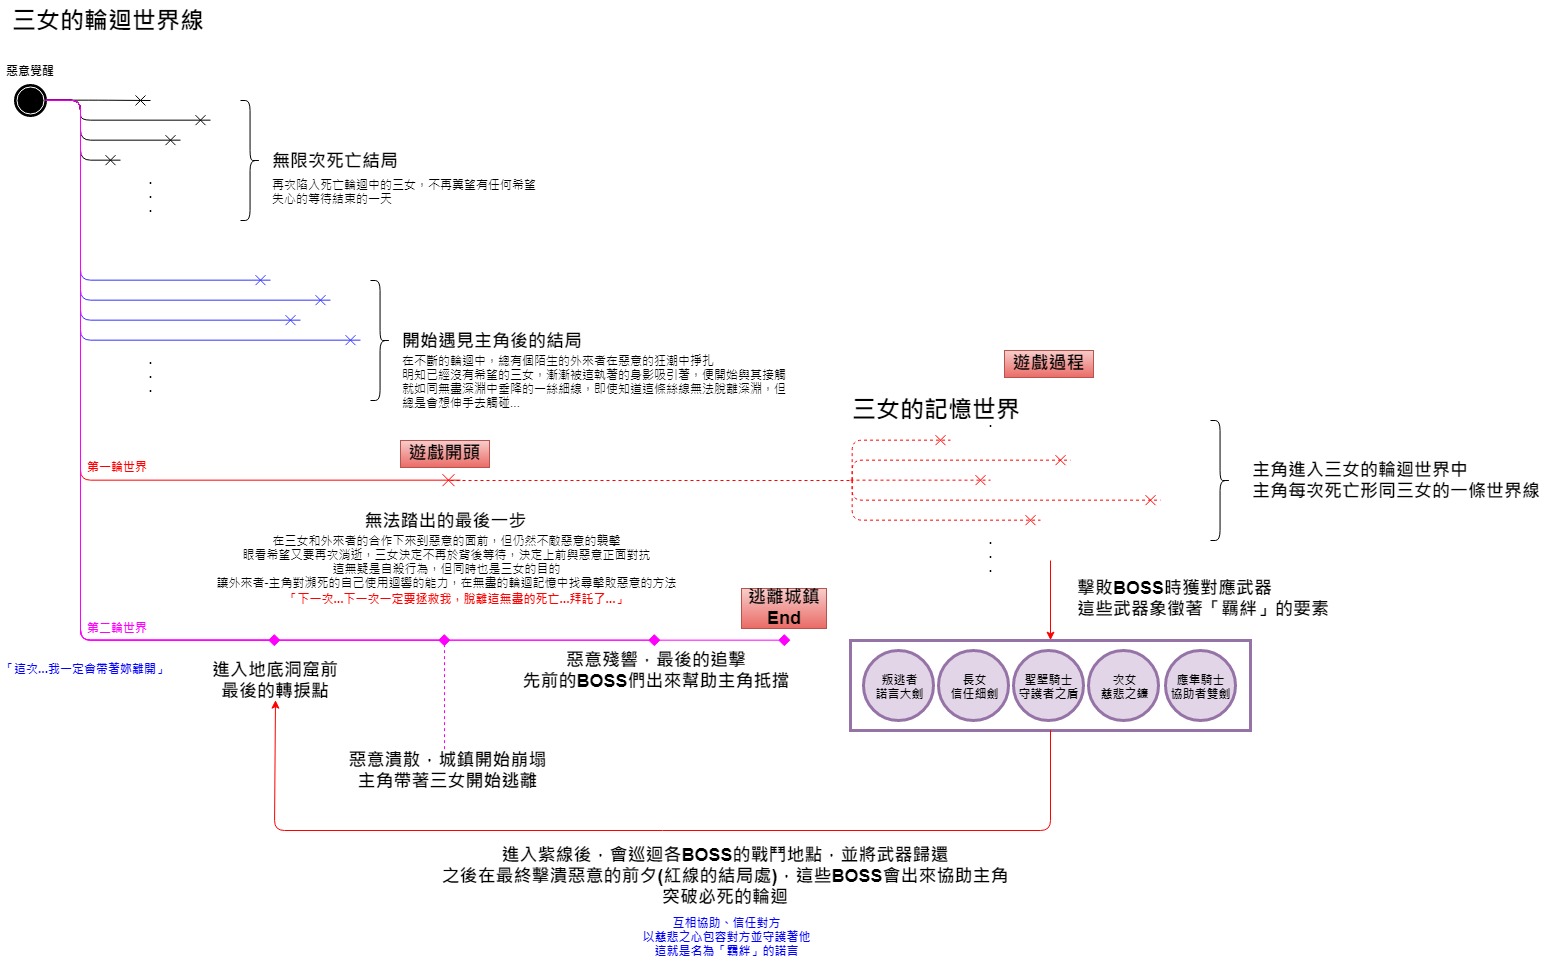 三女的輪迴世界線
惡意覺醒
無限次死亡結局
再次陷入死亡輪迴中的三女，不再冀望有任何希望
失心的等待結束的一天
開始遇見主角後的結局
在不斷的輪迴中，總有個陌生的外來者在惡意的狂潮中掙扎
明知已經沒有希望的三女，漸漸被這執著的身影吸引著，便開始與其接觸
就如同無盡深淵中垂降的一絲細線，即使知道這條絲線無法脫離深淵，但
總是會想伸手去觸碰...
遊戲過程
三女的記憶世界
遊戲開頭
第一輪世界
主角進入三女的輪迴世界中
主角每次死亡形同三女的一條世界線
無法踏出的最後一步
在三女和外來者的合作下來到惡意的面前，但仍然不敵惡意的襲擊
眼看希望又要再次消逝，三女決定不再於背後等待，決定上前與惡意正面對抗
這無疑是自殺行為，但同時也是三女的目的
讓外來者-主角對瀕死的自己使用迴響的能力，在無盡的輪迴記憶中找尋擊敗惡意的方法
「下一次...下一次一定要拯救我，脫離這無盡的死亡...拜託了...」
擊敗BOSS時獲對應武器
這些武器象徵著「羈絆」的要素
逃離城鎮
End
第二輪世界
「這次...我一定會帶著妳離開」
進入地底洞窟前
最後的轉捩點
惡意殘響，最後的追擊
先前的BOSS們出來幫助主角抵擋
叛逃者
諾言大劍
長女
信任細劍
聖壁騎士
守護者之盾
次女
慈悲之鐮
應隼騎士
協助者雙劍
惡意潰散，城鎮開始崩塌
主角帶著三女開始逃離
進入紫線後，會巡迴各BOSS的戰鬥地點，並將武器歸還
之後在最終擊潰惡意的前夕(紅線的結局處)，這些BOSS會出來協助主角
突破必死的輪迴
互相協助、信任對方
以慈悲之心包容對方並守護著他
這就是名為「羈絆」的諾言